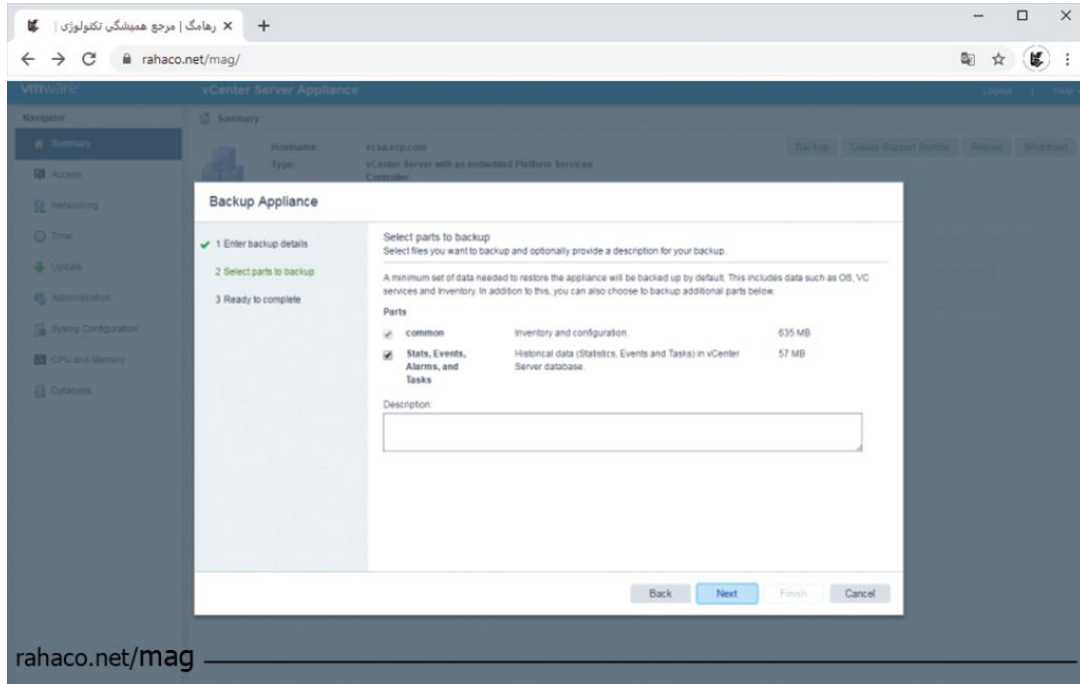 رهامگ | مرجع همیشگی تکنولوژی |
rahaco.net/mag/
vmware
vCenter Server Appliance
Logout | Help
Navigator
Summary
Summary
Hostname: vcsa.vcp.com
Type: vCenter Server with an embedded Platform Services Controller
Backup
Create Support Bundle
Reboot
Shutdown
Access
Networking
Time
Update
Administration
Syslog Configuration
CPU and Memory
Database
Backup Appliance
1 Enter backup details
2 Select parts to backup
3 Ready to complete
Select parts to backup
Select files you want to backup and optionally provide a description for your backup.
A minimum set of data needed to restore the appliance will be backed up by default. This includes data such as OS, VC
services and Inventory. In addition to this, you can also choose to backup additional parts below.
Parts
common Inventory and configuration. 635 MB
Stats, Events, Historical data (Statistics, Events and Tasks) in vCenter 57 MB
Alarms, and Server database.
Tasks
Description:
Back
Next
Finish
Cancel
rahaco.net/mag